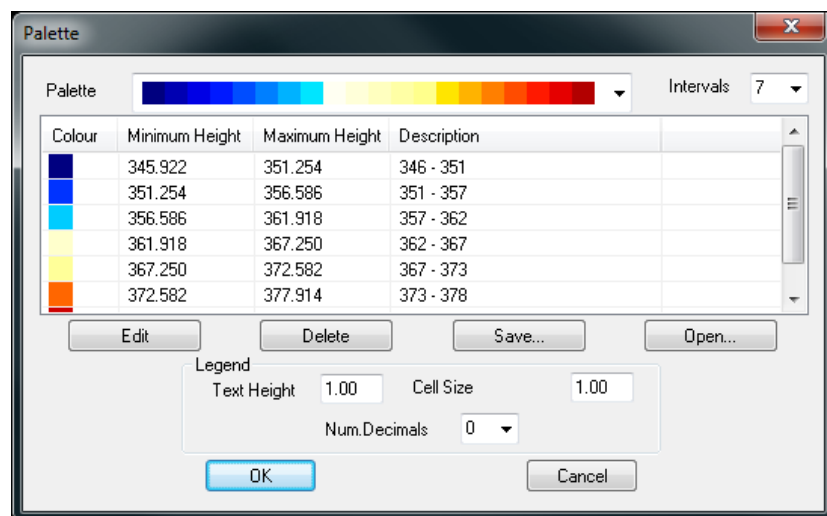 Palette
Palette Intervals 7
Colour Minimum Height Maximum Height Description
345.922 351.254 346 - 351
351.254 356.586 351 - 357
356.586 361.918 357 - 362
361.918 367.250 362 - 367
367.250 372.582 367 - 373
372.582 377.914 373 - 378
Edit Delete Save... Open...
Legend
Text Height 1.00 Cell Size 1.00
Num.Decimals 0
OK Cancel